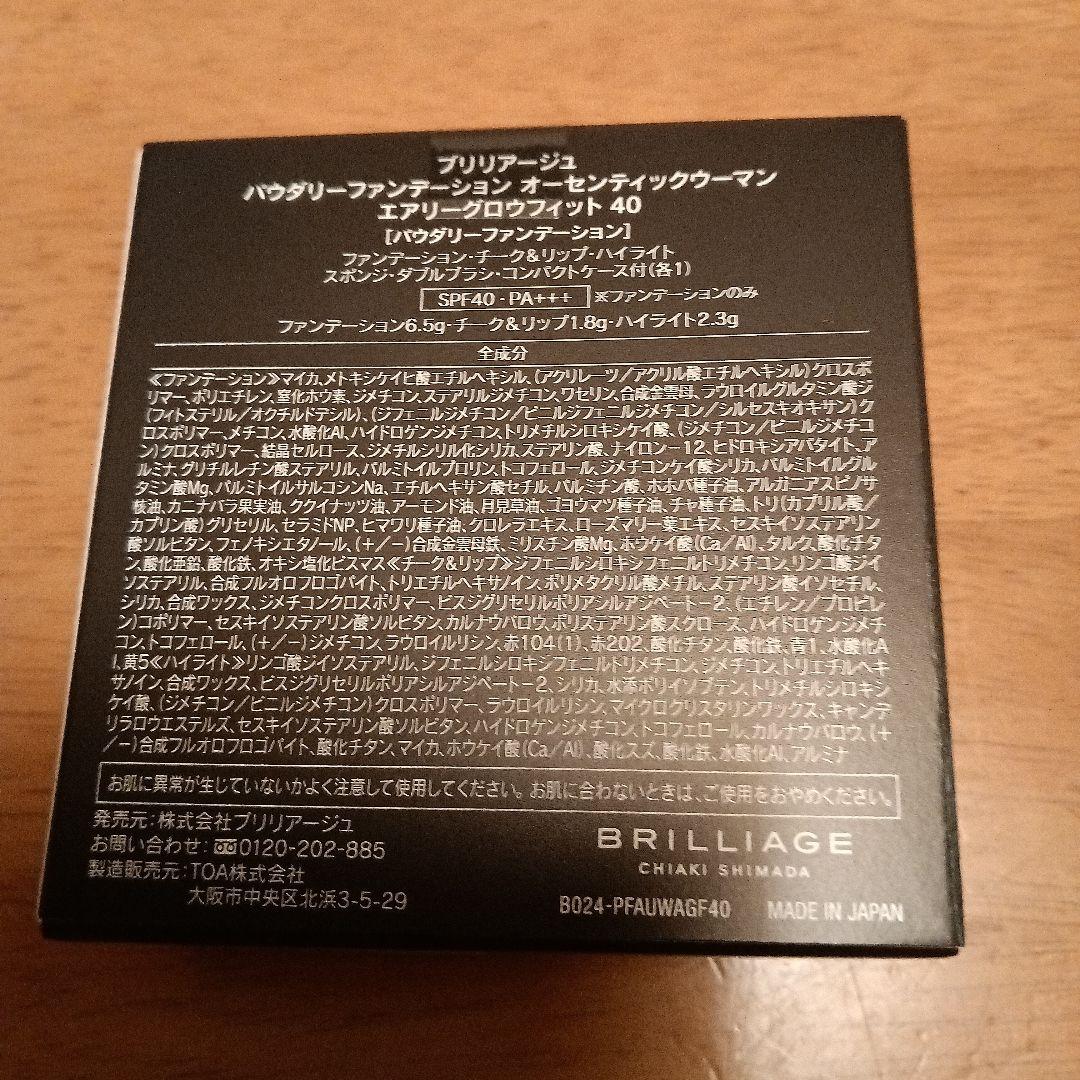 ブリリアージュ
パウダリーファンデーション オーセンティックウーマン
エアリーグロウフィット 40
[パウダリーファンデーション]
ファンデーション・チーク&リップ・ハイライト
スポンジ・ダブルブラシ・コンパクトケース付(各1)
SPF40・PA+++ ※ファンデーションのみ
ファンデーション6.5g・チーク&リップ1.8g・ハイライト2.3g
全成分
≪ファンデーション≫マイカ、メトキシケイヒ酸エチルヘキシル、(アクリレーツ/アクリル酸エチルヘキシル)クロスポ
リマー、ポリエチレン、窒化ホウ素、ジメチコン、ステアリルジメチコン、ワセリン、合成金雲母、ラウロイルグルタミン酸ジ
(フィトステリル/オクチルドデシル)、(ジフェニルジメチコン/ビニルジフェニルジメチコン/シルセスキオキサン)ク
ロスポリマー、メチコン、水酸化Al、ハイドロゲンジメチコン、トリメチルシロキシケイ酸、(ジメチコン/ビニルジメチコ
ン)クロスポリマー、結晶セルロース、ジメチルシリル化シリカ、ステアリン酸、ナイロン-12、ヒドロキシアパタイト、ア
ルミナ、グリチルレチン酸ステアリル、パルミトイルプロリン、トコフェロール、ジメチコンケイ酸シリカ、パルミトイルグル
タミン酸Mg、パルミトイルサルコシンNa、エチルヘキサン酸セチル、パルミチン酸、ホホバ種子油、アルガニアスピノサ
核油、カニナバラ果実油、ククイナッツ油、アーモンド油、月見草油、ゴヨウマツ種子油、チャ種子油、トリ(カプリル酸/
カプリン酸)グリセリル、セラミドNP、ヒマワリ種子油、クロレラエキス、ローズマリー葉エキス、セスキイソステアリン
酸ソルビタン、フェノキシエタノール、(+/-)合成金雲母鉄、ミリスチン酸Mg、ホウケイ酸(Ca/Al)、タルク、酸化チタ
ン、酸化亜鉛、酸化鉄、オキシ塩化ビスマス≪チーク&リップ≫ジフェニルシロキシフェニルトリメチコン、リンゴ酸ジイ
ソステアリル、合成フルオロフロゴパイト、トリエチルヘキサノイン、ポリメタクリル酸メチル、ステアリン酸イソセチル、
シリカ、合成ワックス、ジメチコンクロスポリマー、ビスジグリセリルポリアシルアジペート-2、(エチレン/プロピレ
ン)コポリマー、セスキイソステアリン酸ソルビタン、カルナウバロウ、ポリステアリン酸スクロース、ハイドロゲンジメチ
コン、トコフェロール、(+/-)ジメチコン、ラウロイルリシン、赤104(1)、赤202、酸化チタン、酸化鉄、青1、水酸化A
l、黄5≪ハイライト≫リンゴ酸ジイソステアリル、ジフェニルシロキシフェニルトリメチコン、ジメチコン、トリエチルヘキ
サノイン、合成ワックス、ビスジグリセリルポリアシルアジペート-2、シリカ、水添ポリイソブテン、トリメチルシロキシ
ケイ酸、(ジメチコン/ビニルジメチコン)クロスポリマー、ラウロイルリシン、マイクロクリスタリンワックス、キャンデ
リラロウエステルズ、セスキイソステアリン酸ソルビタン、ハイドロゲンジメチコン、トコフェロール、カルナウバロウ、(+
/-)合成フルオロフロゴパイト、酸化チタン、マイカ、ホウケイ酸(Ca/Al)、酸化スズ、酸化鉄、水酸化Al、アルミナ
お肌に異常が生じていないかよく注意して使用してください。お肌に合わないときは、ご使用をおやめください。
発売元:株式会社ブリリアージュ
お問い合わせ:0120-202-885
製造販売元:TOA株式会社
大阪市中央区北浜3-5-29
BRILLIAGE
CHIAKI SHIMADA
B024-PFAUWAGF40 MADE IN JAPAN